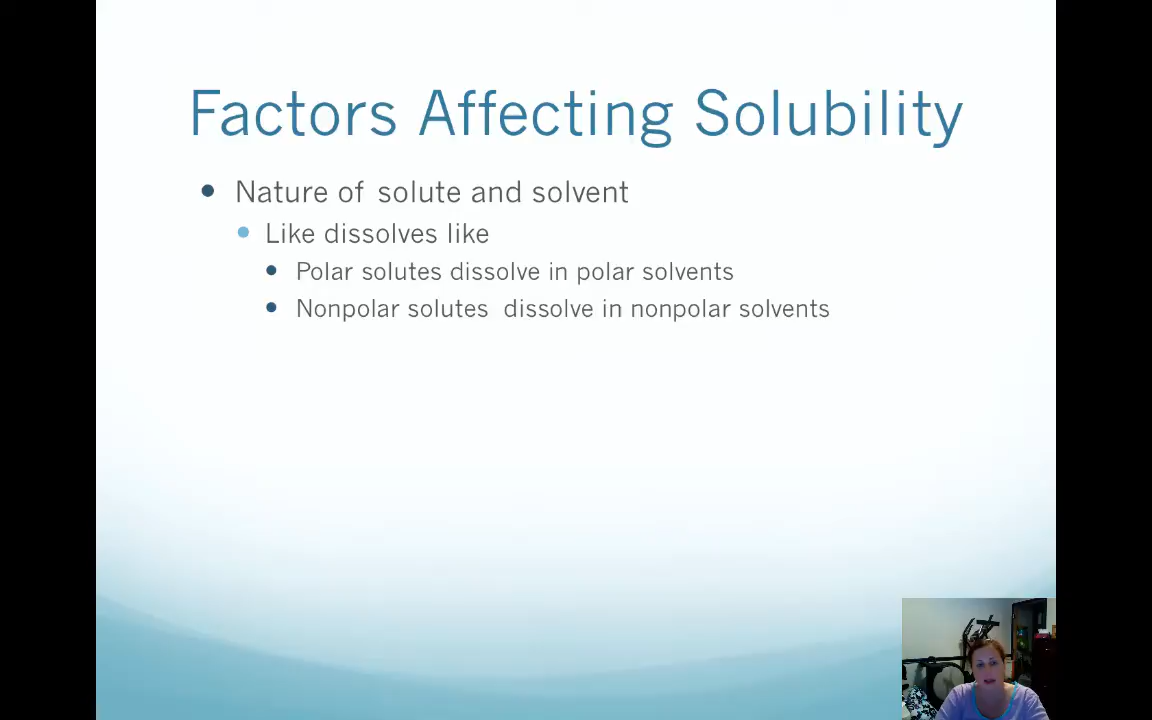 Factors Affecting Solubility
Nature of solute and solvent
Like dissolves like
Polar solutes dissolve in polar solvents
Nonpolar solutes dissolve in nonpolar solvents